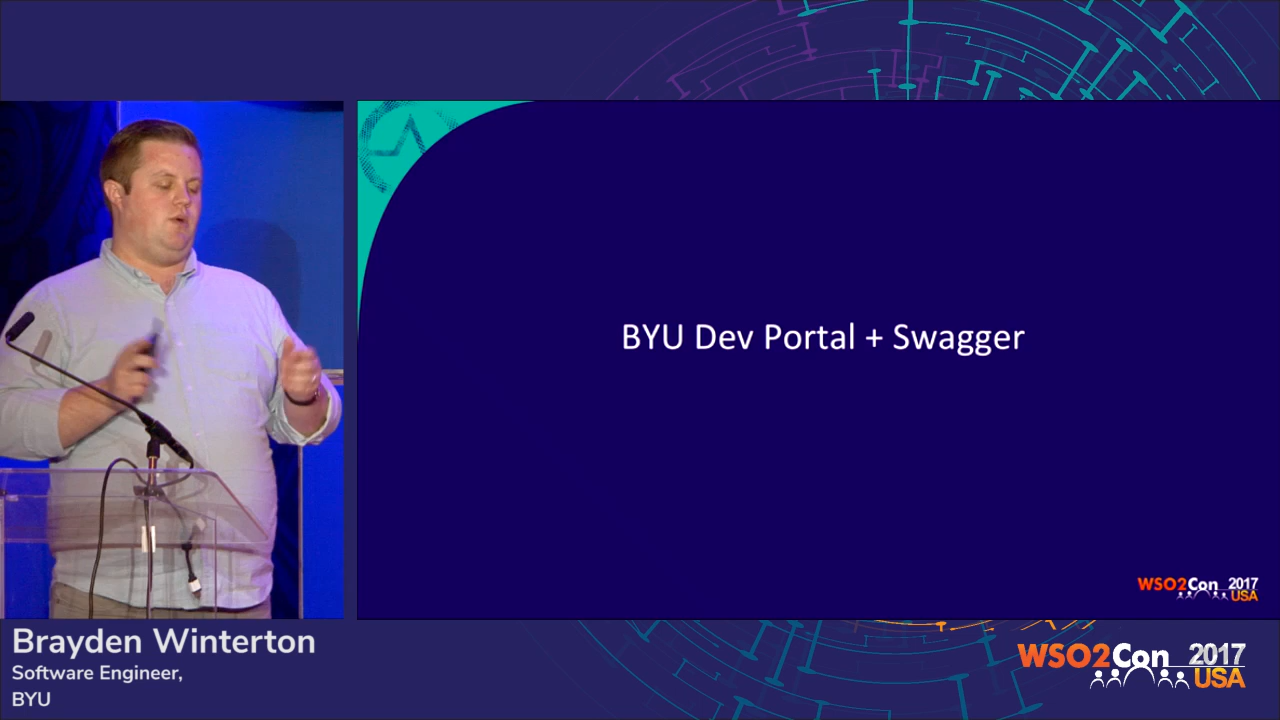 BYU Dev Portal + Swagger
WSO2Con 2017
USA
Brayden Winterton
Software Engineer,
BYU
WSO2Con 2017
USA